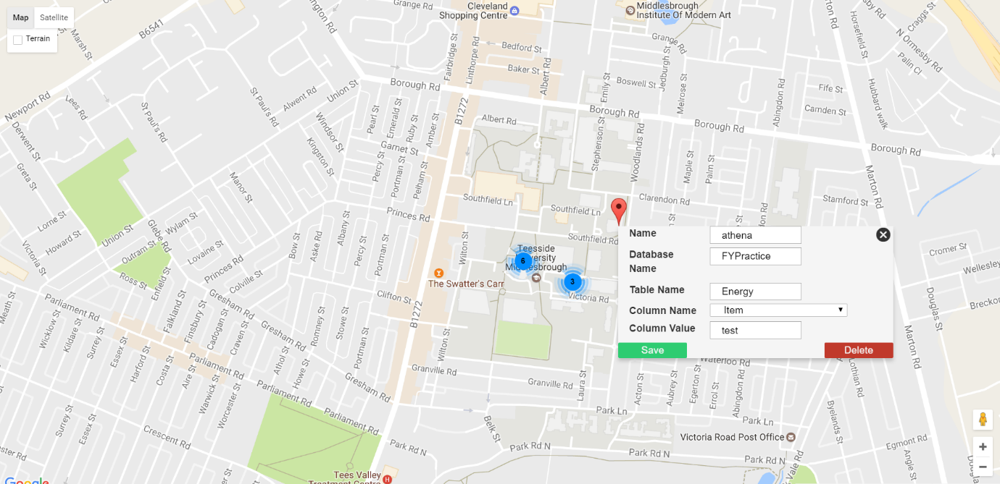 Map
Satellite
Terrain
Cleveland
Shopping Centre
Middlesbrough
Institute Of Modern Art
Grange Rd
Grange Rd
B6541
Marsh St
Newport Rd
Lees Rd
Derwent St
Greta St
St Paul's Rd
St Paul's Rd
Alwent Rd
Union St
Windsor St
Kingston St
Pearl St
Emerald St
Ruby St
Amber St
Garnet St
Percy St
Portman St
Pelham St
Fairbridge St
Linthorpe Rd
Bedford St
Baker St
Albert Rd
Borough Rd
B1272
Albert Rd
Emily St
Boswell St
Jedburgh St
Melrose St
Borough Rd
Borough Rd
Borough Rd
Fife St
Camden St
Abingdon Rd
Hubbard walk
Horsefield St
N Ormesby Rd
Craggs St
Palin Cl
Stephenson St
Woodlands Rd
Maple St
Palm St
Marton Rd
Clarendon Rd
Stamford St
Southfield Ln
Southfield Ln
Southfield Rd
Manor St
Princes Rd
Lorne St
Howard St
Union St
Glebe Rd
Wylam St
Outram St
Lovaine St
Princes Rd
Ross St
Enfield St
Colville St
Bow St
Aske Rd
Albany St
Percy St
Portman St
Wilton St
Teesside
University
Middlesbrough
6
3
The Swatter's Carr
Victoria Rd
Clifton St
B1272
Name
athena
Database
Name
FYPractice
Table Name
Energy
Column Name
Item
Column Value
test
Save
Delete
Cromer St
Douglas St
Victoria St
Meath St
Wicklow St
Kildare St
Surrey St
Essex St
Harford St
Costa St
Falkland St
Finsbury St
Cadogan St
Craven St
Aire St
Warwick St
Worcester St
Parliament Rd
Parliament Rd
Parliament Rd
Gresham Rd
Gresham Rd
Gresham Rd
Athol St
Howe St
Romney St
Stowe St
Portman St
Wilton St
Granville Rd
Granville Rd
Laura St
Waterloo Rd
Acton St
Aubrey St
Egerton St
Errol St
Abingdon Rd
Lothian Rd
Byelands St
Park Ln
Park Ln
Belk St
Park Rd N
Park Rd N
Park Rd N
Victoria Road Post Office
Egmont Rd
Angle St
Crescent Rd
Surrey St
Essex St
Tees Valley
Treatment Centre
Google